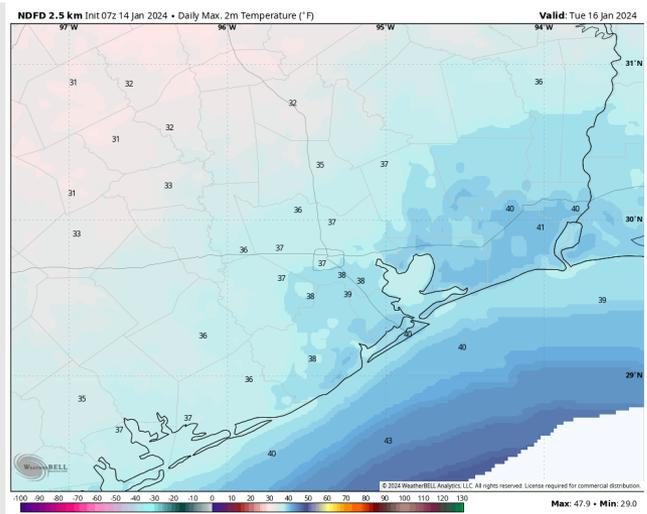 NDFD 2.5 km Init 07z 14 Jan 2024 • Daily Max. 2m Temperature (°F) Valid: Tue 16 Jan 2024
97°W 96°W 95°W 94°W
31°N
31 32 36
32
31 32
35 37
31 33
36 40 40
37 30°N
33 41
36 37
37
37 38 38
38 39 39
40
36 40
38
36 29°N
35
37 37
43
40
WEATHERBELL
© 2024 WeatherBELL Analytics, LLC. All rights reserved. License required for commercial distribution.
-100 -90 -80 -70 -60 -50 -40 -30 -20 -10 0 10 20 30 40 50 60 70 80 90 100 110 120 130
Max: 47.9 • Min: 29.0